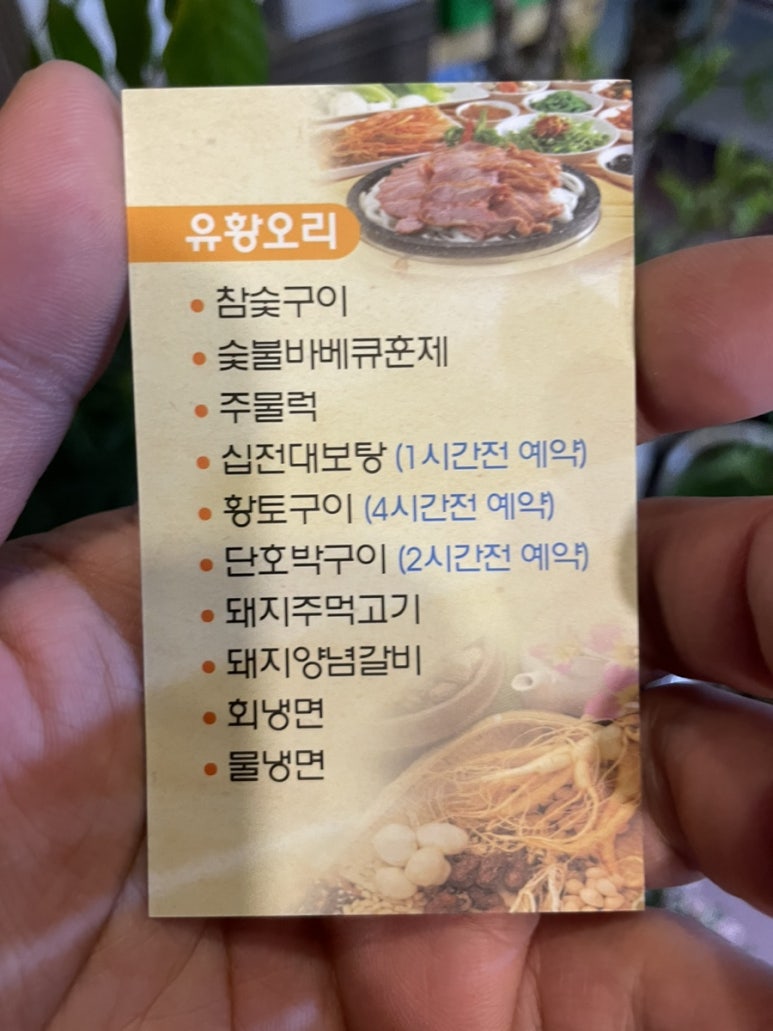 유황오리
• 참숯구이
• 숯불바베큐훈제
• 주물럭
• 십전대보탕 (1시간전 예약)
• 황토구이 (4시간전 예약)
• 단호박구이 (2시간전 예약)
• 돼지주먹고기
• 돼지양념갈비
• 회냉면
• 물냉면